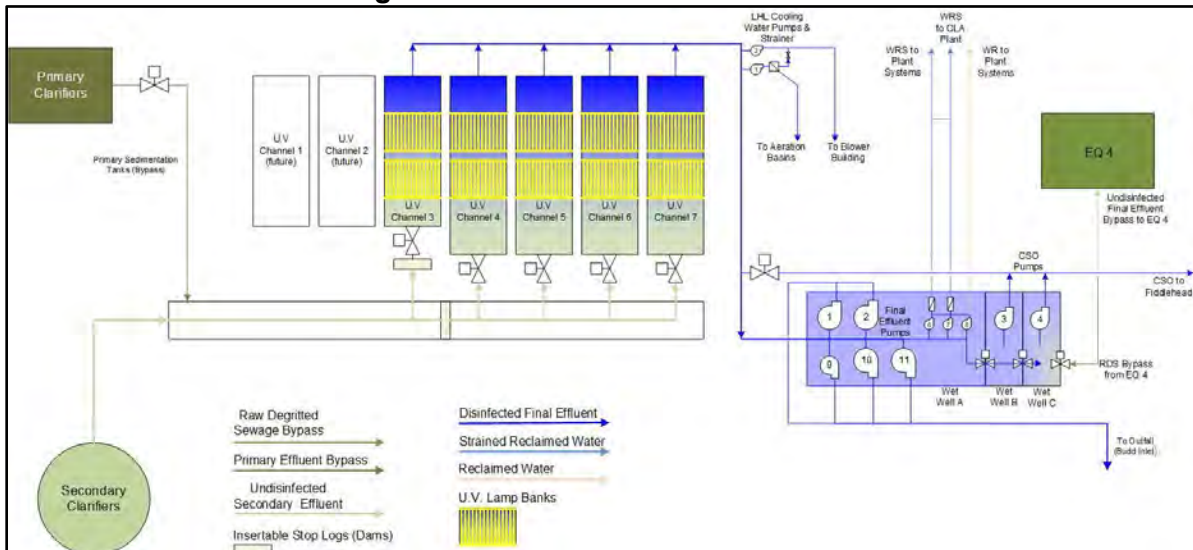 LHL Cooling
Water Pumps &
Strainer
WRS
to CLA
Plant
WRS to
Plant
Systems
WR to
Plant
Systems
Primary
Clarifiers
Primary Sedimentation
Tanks (Bypass)
U.V
Channel 1
(future)
U.V
Channel 2
(future)
U.V
Channel 3
U.V
Channel 4
U.V
Channel 5
U.V
Channel 6
U.V
Channel 7
To Aeration
Basins
To Blower
Building
EQ 4
Undisinfected
Final Effluent
Bypass to EQ 4
CSO
Pumps
CSO to
Fiddlehead
1
2
Final
Effluent
Pumps
3
4
9
10
11
RDS Bypass
from EQ 4
Wet
Well A
Wet
Well B
Wet
Well C
To Outfall
(Budd Inlet)
Secondary
Clarifiers
Raw Degritted
Sewage Bypass
Primary Effluent Bypass
Undisinfected
Secondary Effluent
Insertable Stop Logs (Dams)
Disinfected Final Effluent
Strained Reclaimed Water
Reclaimed Water
U.V. Lamp Banks